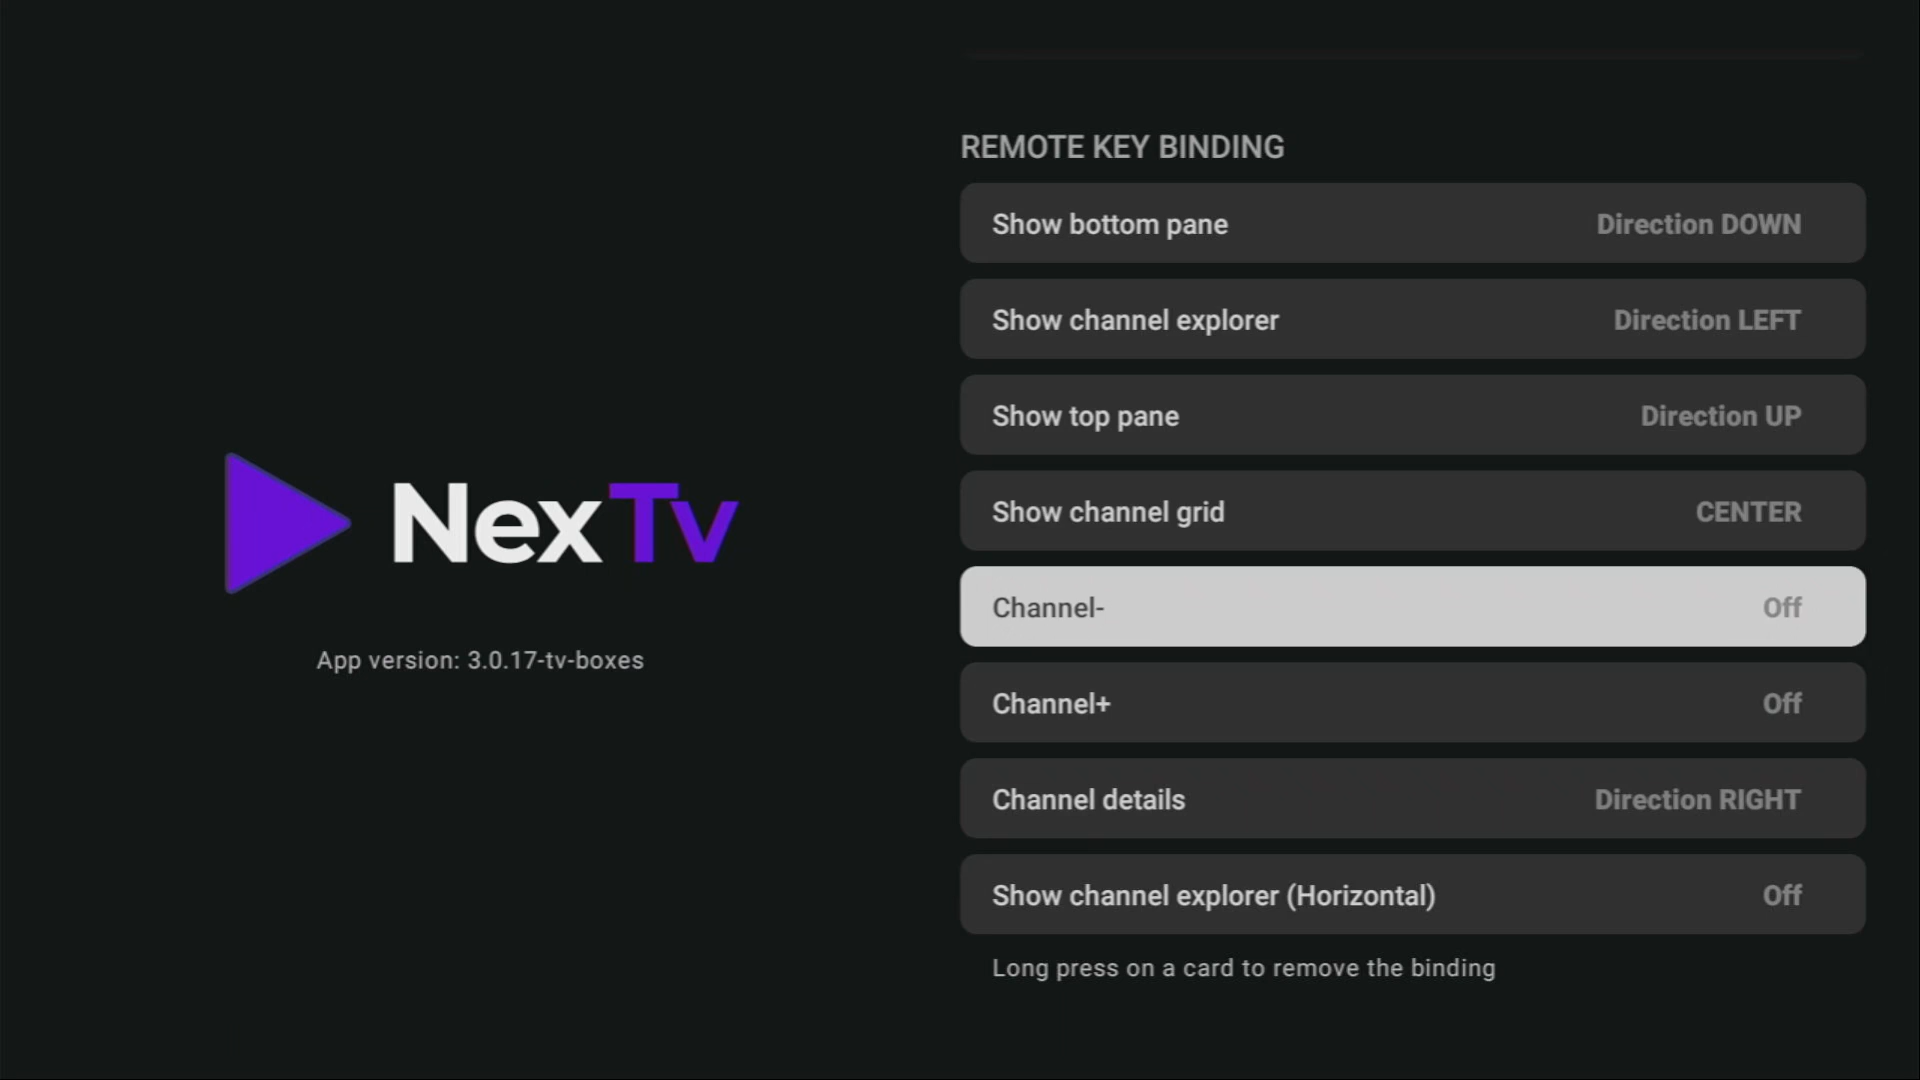 REMOTE KEY BINDING
Show bottom pane Direction DOWN
Show channel explorer Direction LEFT
Show top pane Direction UP
Show channel grid CENTER
Channel- Off
Channel+ Off
Channel details Direction RIGHT
Show channel explorer (Horizontal) Off
Long press on a card to remove the binding
NexTv
App version: 3.0.17-tv-boxes